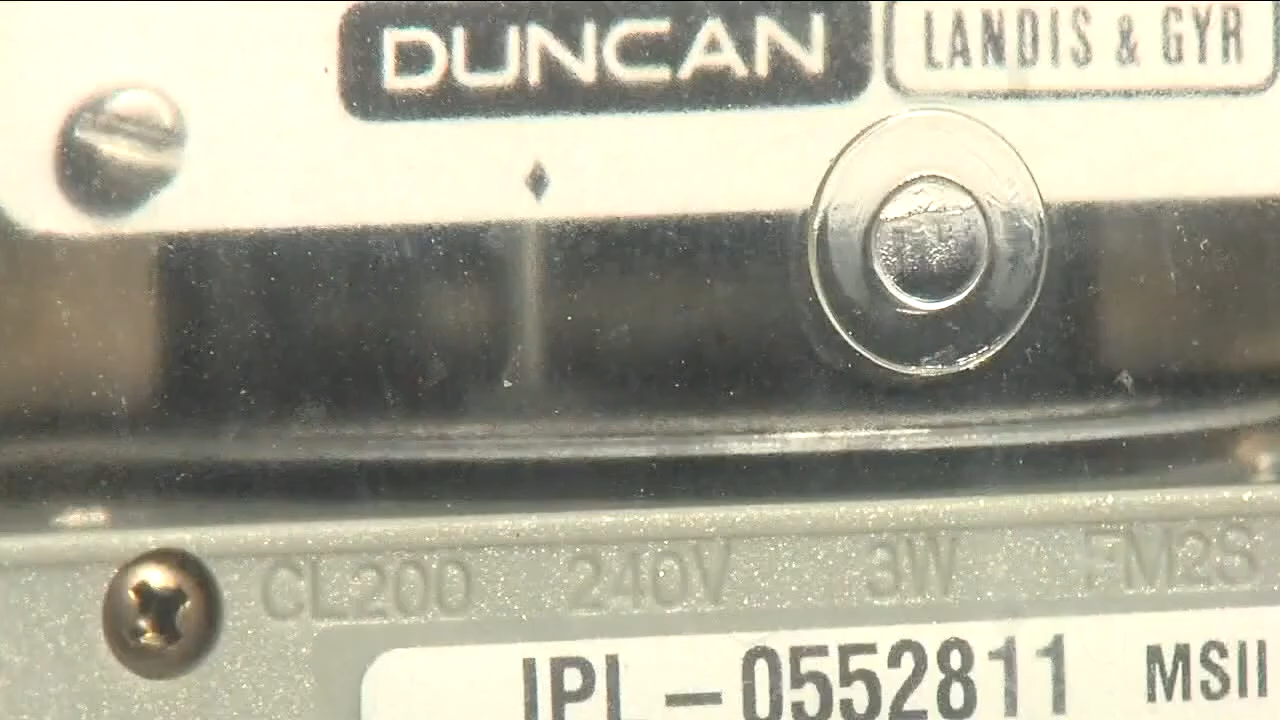 DUNCAN LANDIS & GYR
CL200 240V 3W FM2S
IPL-0552811 MSII